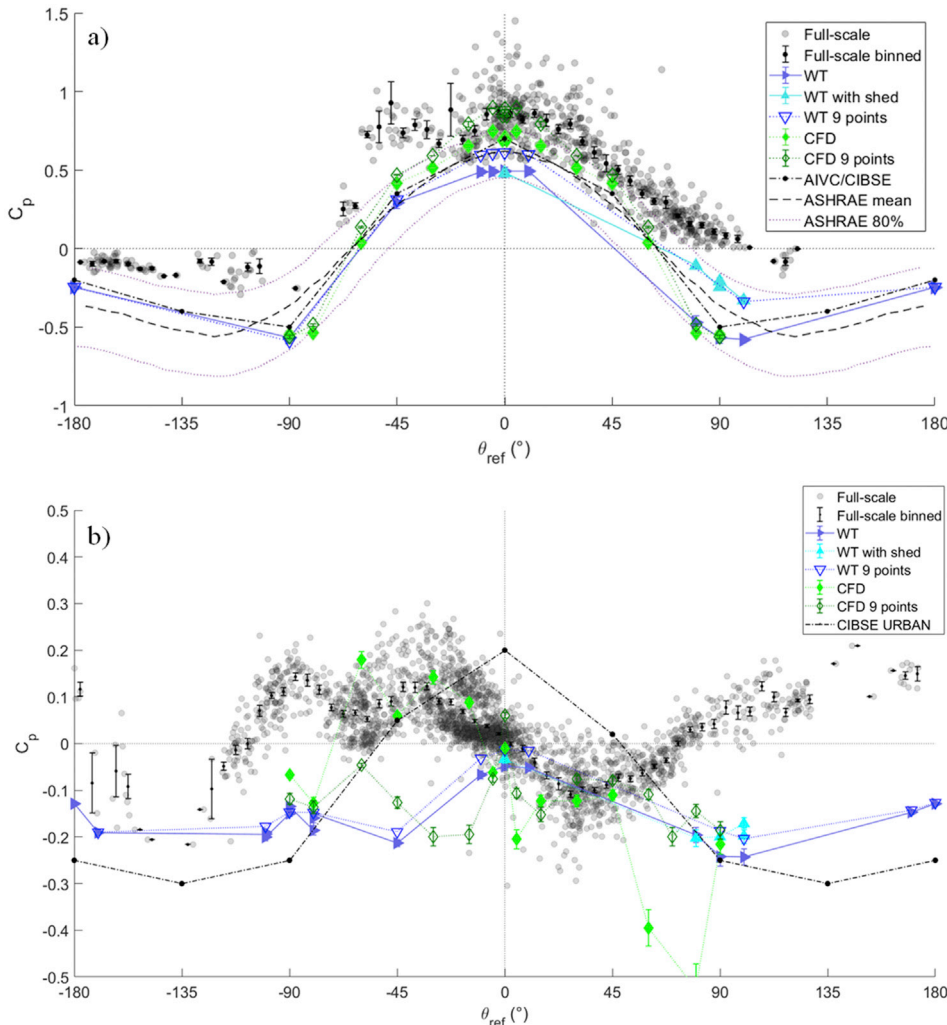 a)
1.5
1
0.5
0
-0.5
-1
C_p
-180
-135
-90
-45
0
45
90
135
180
θ_ref (°)
Full-scale
Full-scale binned
WT
WT with shed
WT 9 points
CFD
CFD 9 points
AIVC/CIBSE
ASHRAE mean
ASHRAE 80%
b)
0.5
0.4
0.3
0.2
0.1
0
-0.1
-0.2
-0.3
-0.4
-0.5
C_p
-180
-135
-90
-45
0
45
90
135
180
θ_ref (°)
Full-scale
Full-scale binned
WT
WT with shed
WT 9 points
CFD
CFD 9 points
CIBSE URBAN